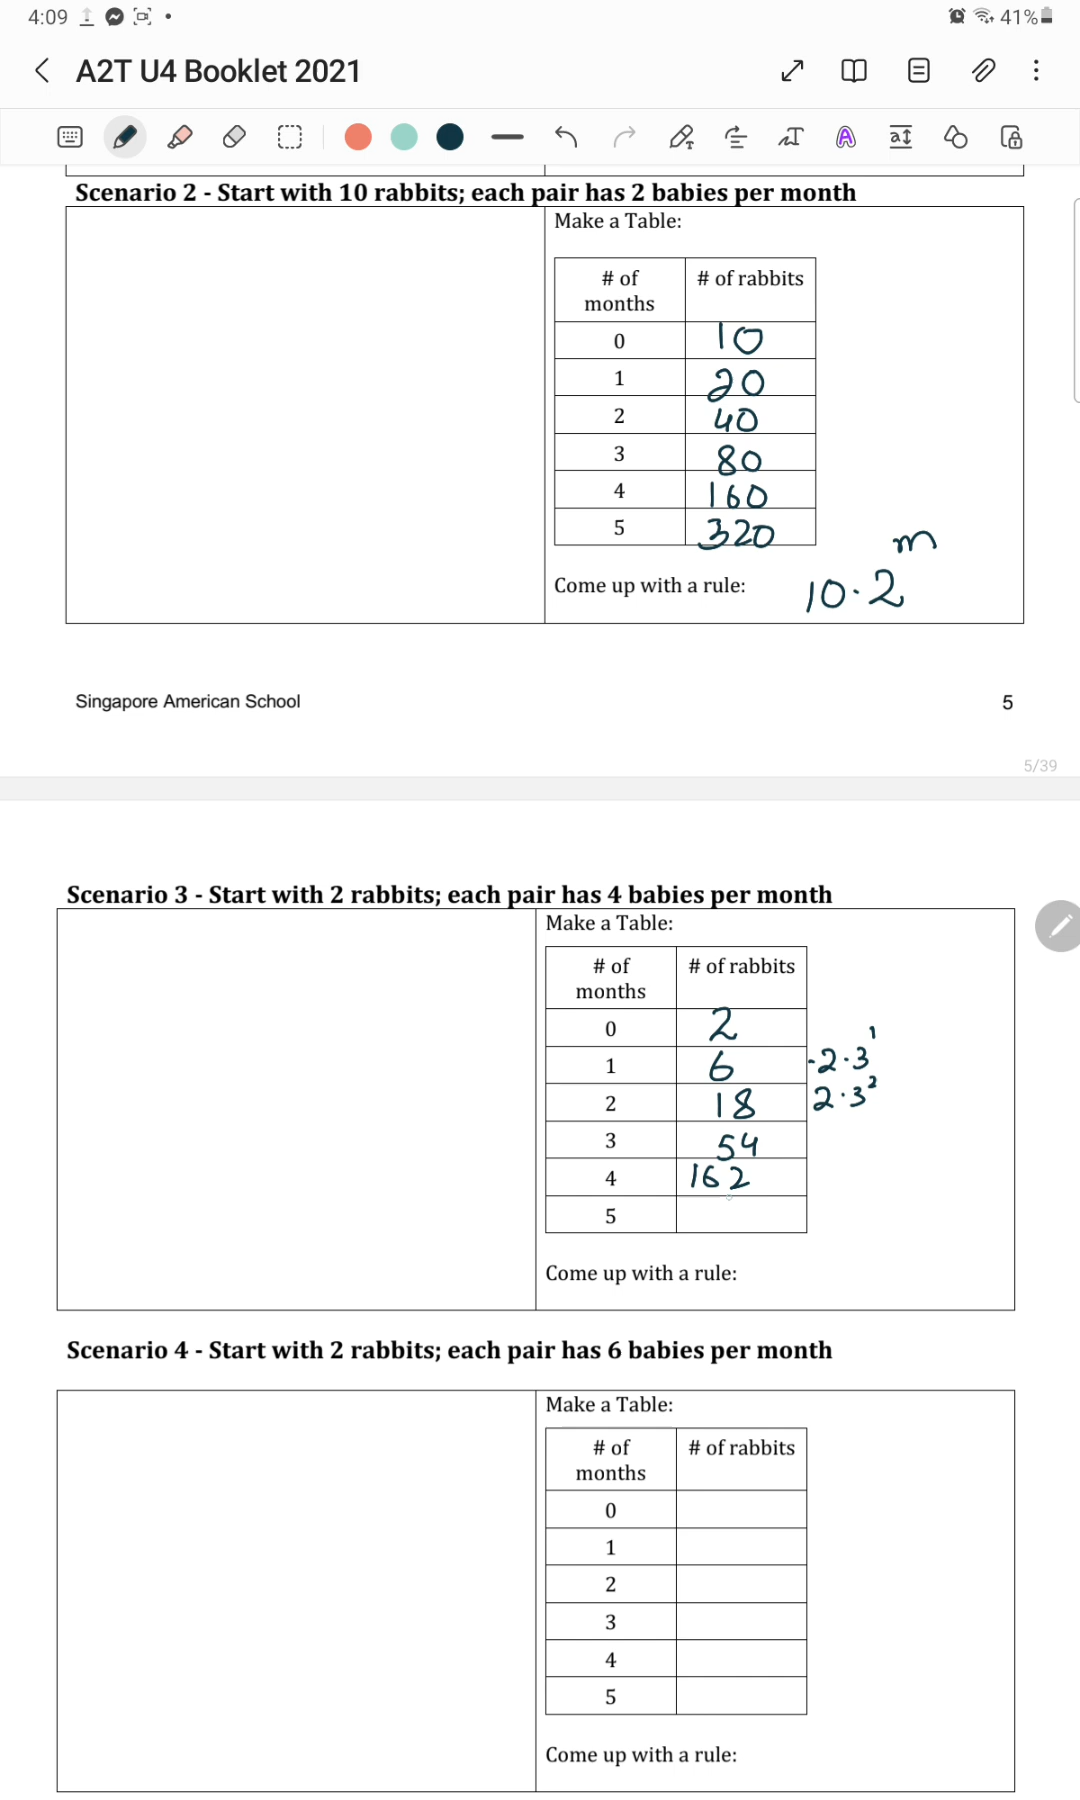 4:09 41%
A2T U4 Booklet 2021
Scenario 2 - Start with 10 rabbits; each pair has 2 babies per month
Make a Table:
# of months # of rabbits
0 10
1 20
2 40
3 80
4 160
5 320
Come up with a rule: 10·2^m
Singapore American School 5
5/39
Scenario 3 - Start with 2 rabbits; each pair has 4 babies per month
Make a Table:
# of months # of rabbits
0 2
1 6 -2·3^1
2 18 2·3^2
3 54
4 162
5
Come up with a rule:
Scenario 4 - Start with 2 rabbits; each pair has 6 babies per month
Make a Table:
# of months # of rabbits
0
1
2
3
4
5
Come up with a rule: